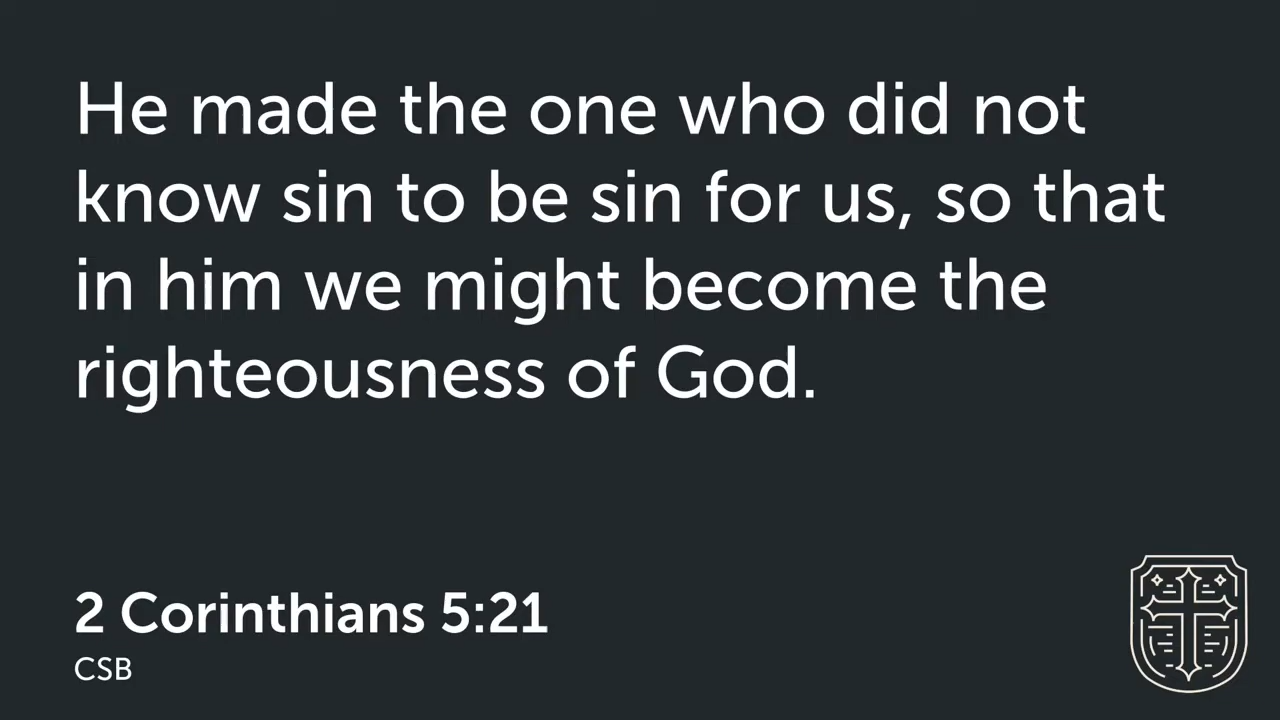 He made the one who did not
know sin to be sin for us, so that
in him we might become the
righteousness of God.
2 Corinthians 5:21
CSB